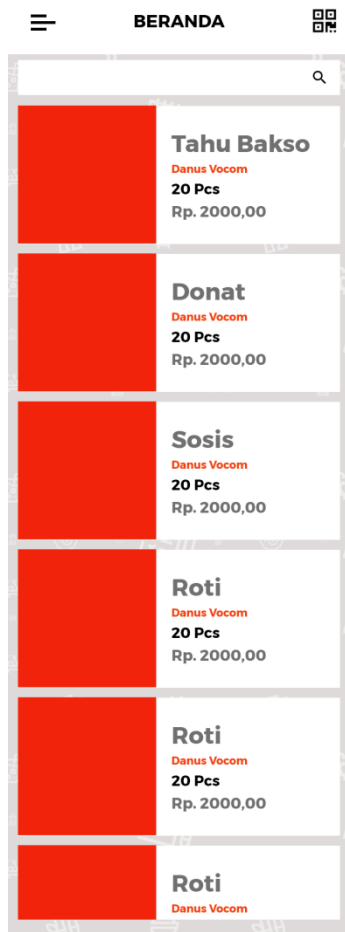 BERANDA
Tahu Bakso
Danus Vocom
20 Pcs
Rp. 2000,00
Donat
Danus Vocom
20 Pcs
Rp. 2000,00
Sosis
Danus Vocom
20 Pcs
Rp. 2000,00
Roti
Danus Vocom
20 Pcs
Rp. 2000,00
Roti
Danus Vocom
20 Pcs
Rp. 2000,00
Roti
Danus Vocom